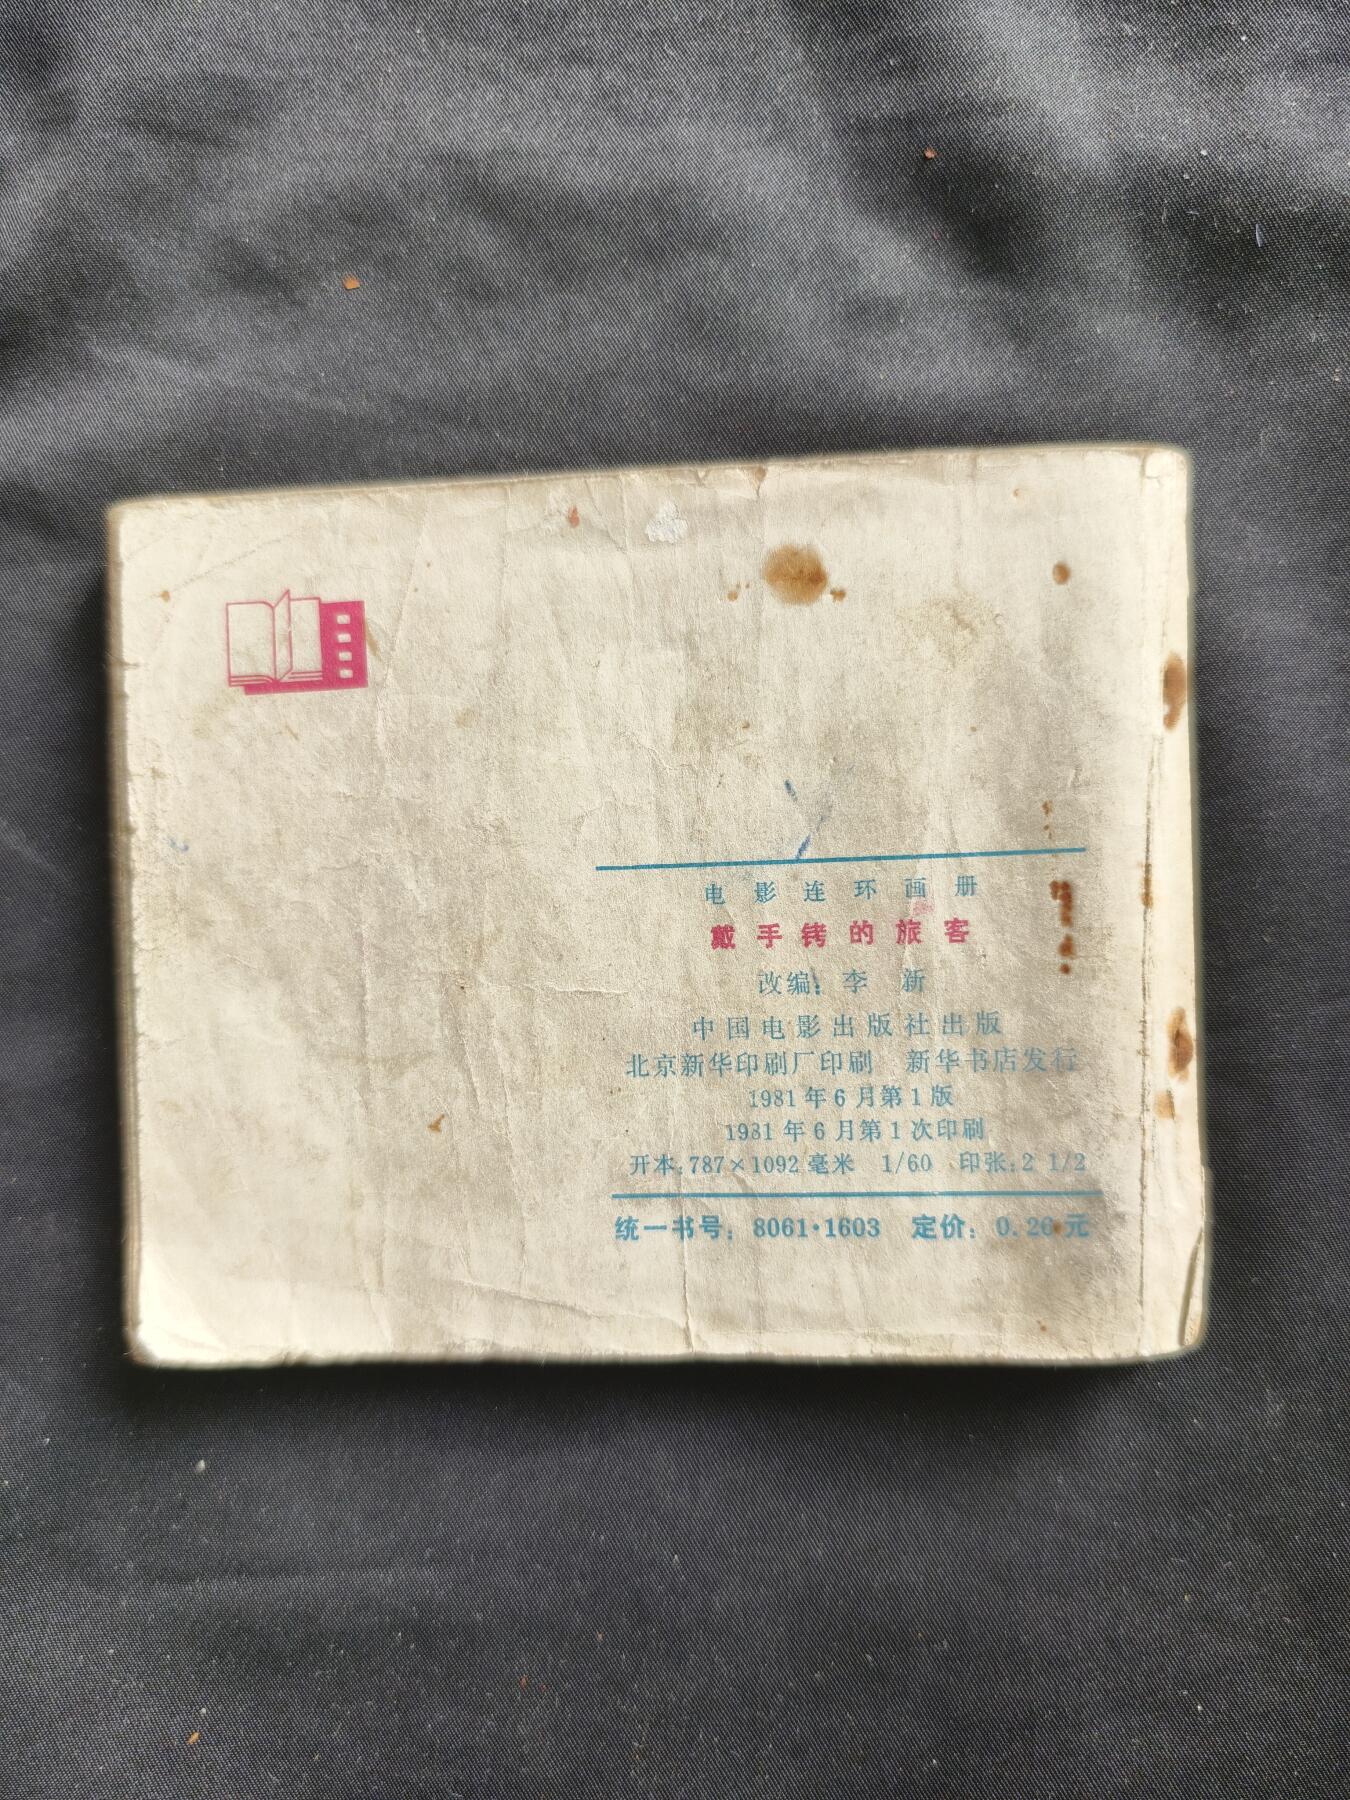 电影连环画册
戴手铐的旅客
改编：李 新
中国电影出版社出版
北京新华印刷厂印刷 新华书店发行
1981年6月第1版
1981年6月第1次印刷
开本：787×1092毫米 1/60 印张：2 1/2
统一书号：8061·1603 定价：0.26元